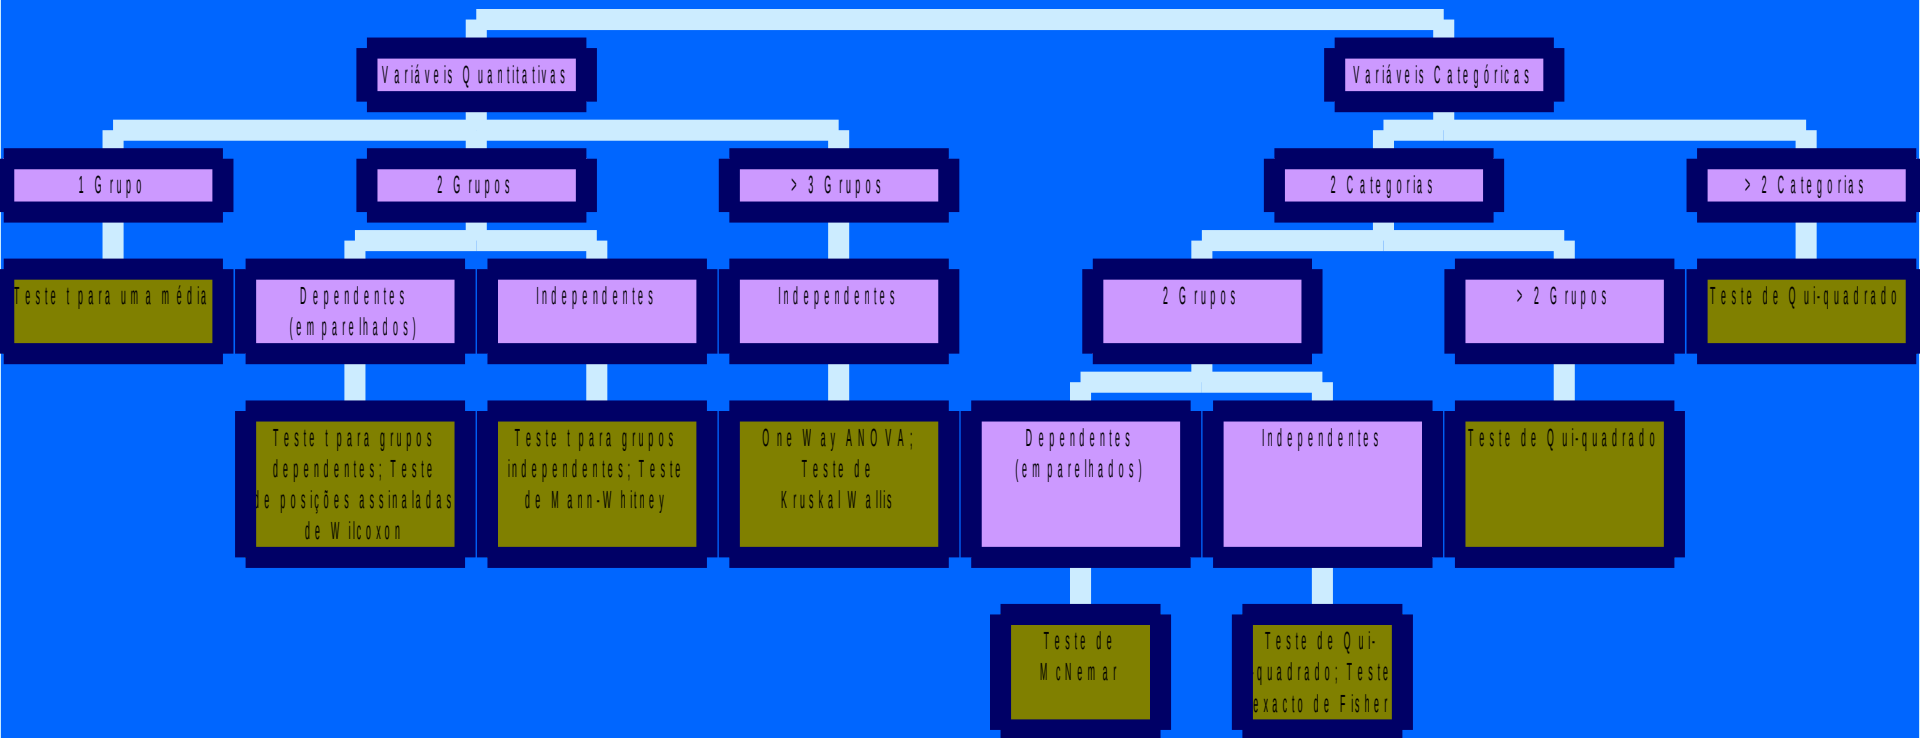 Variáveis Quantitativas
Variáveis Categóricas
1 Grupo
2 Grupos
> 3 Grupos
2 Categorias
> 2 Categorias
Teste t para uma média
Dependentes
(emparelhados)
Independentes
Independentes
2 Grupos
> 2 Grupos
Teste de Qui-quadrado
Teste t para grupos
dependentes; Teste
de posições assinaladas
de Wilcoxon
Teste t para grupos
independentes; Teste
de Mann-Whitney
One Way ANOVA;
Teste de
Kruskal Wallis
Dependentes
(emparelhados)
Independentes
Teste de Qui-quadrado
Teste de
McNemar
Teste de Qui-
quadrado; Teste
exacto de Fisher